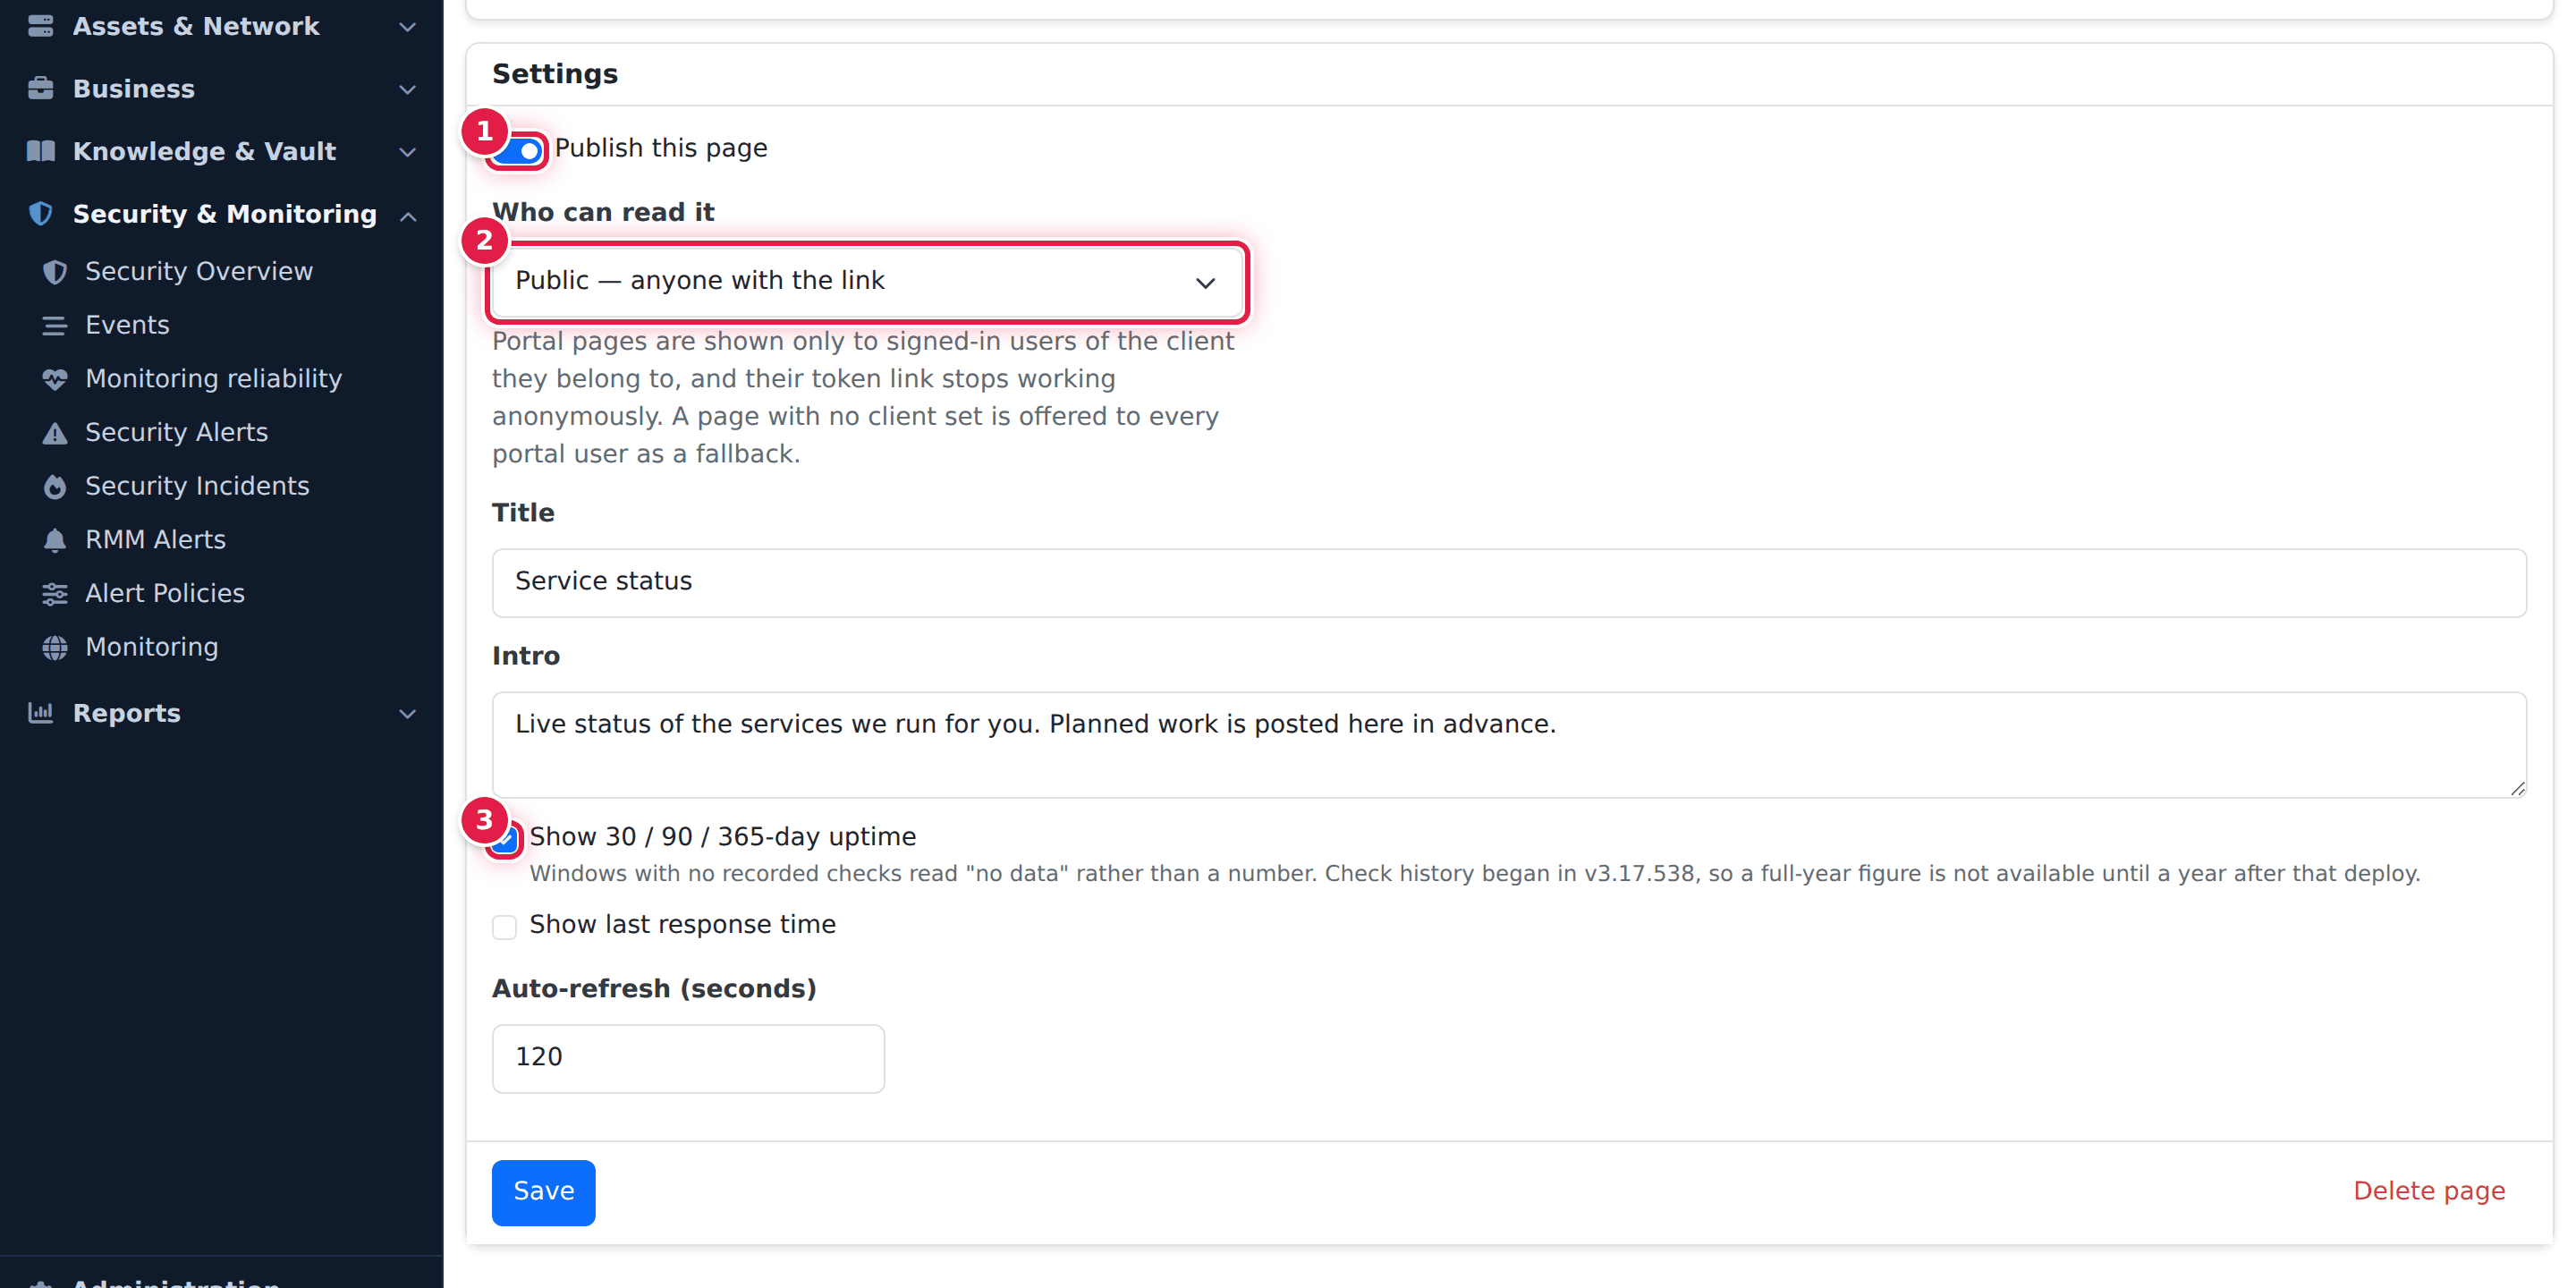 Assets & Network
Business
Knowledge & Vault
Security & Monitoring
Security Overview
Events
Monitoring reliability
Security Alerts
Security Incidents
RMM Alerts
Alert Policies
Monitoring
Reports
Administration
Settings
1
Publish this page
Who can read it
2
Public — anyone with the link
Portal pages are shown only to signed-in users of the client
they belong to, and their token link stops working
anonymously. A page with no client set is offered to every
portal user as a fallback.
Title
Service status
Intro
Live status of the services we run for you. Planned work is posted here in advance.
3
Show 30 / 90 / 365-day uptime
Windows with no recorded checks read "no data" rather than a number. Check history began in v3.17.538, so a full-year figure is not available until a year after that deploy.
Show last response time
Auto-refresh (seconds)
120
Save
Delete page